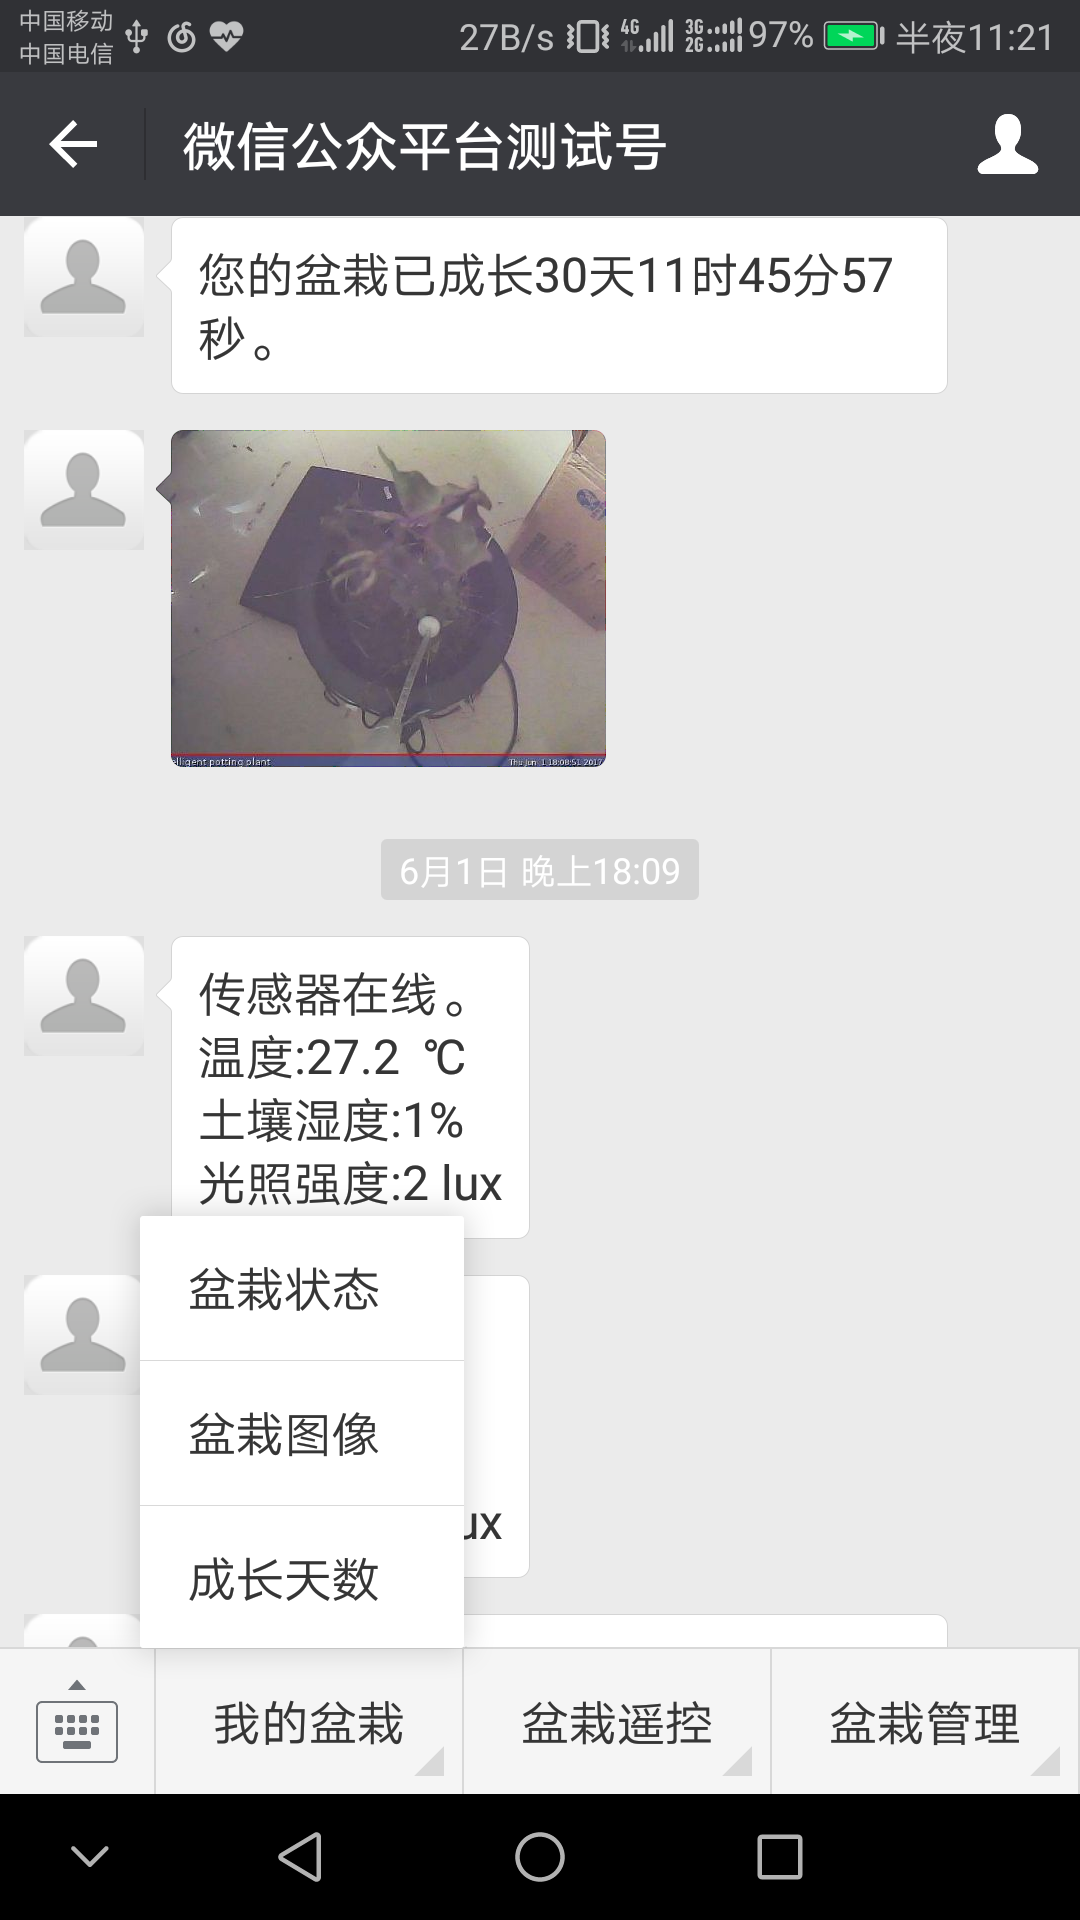 中国移动
中国电信
27B/s
4G
3G
2G
97%
半夜11:21
微信公众平台测试号
您的盆栽已成长30天11时45分57
秒。
elligent potting plant
Thu Jun 1 18:08:51 2017
6月1日 晚上18:09
传感器在线。
温度:27.2 ℃
土壤湿度:1%
光照强度:2 lux
盆栽状态
盆栽图像
ux
成长天数
我的盆栽
盆栽遥控
盆栽管理